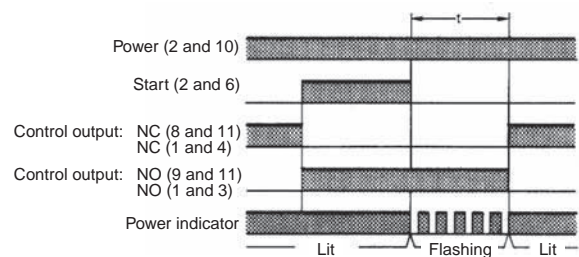 t
Power (2 and 10)
Start (2 and 6)
Control output: NC (8 and 11)
NC (1 and 4)
Control output: NO (9 and 11)
NO (1 and 3)
Power indicator
Lit Flashing Lit